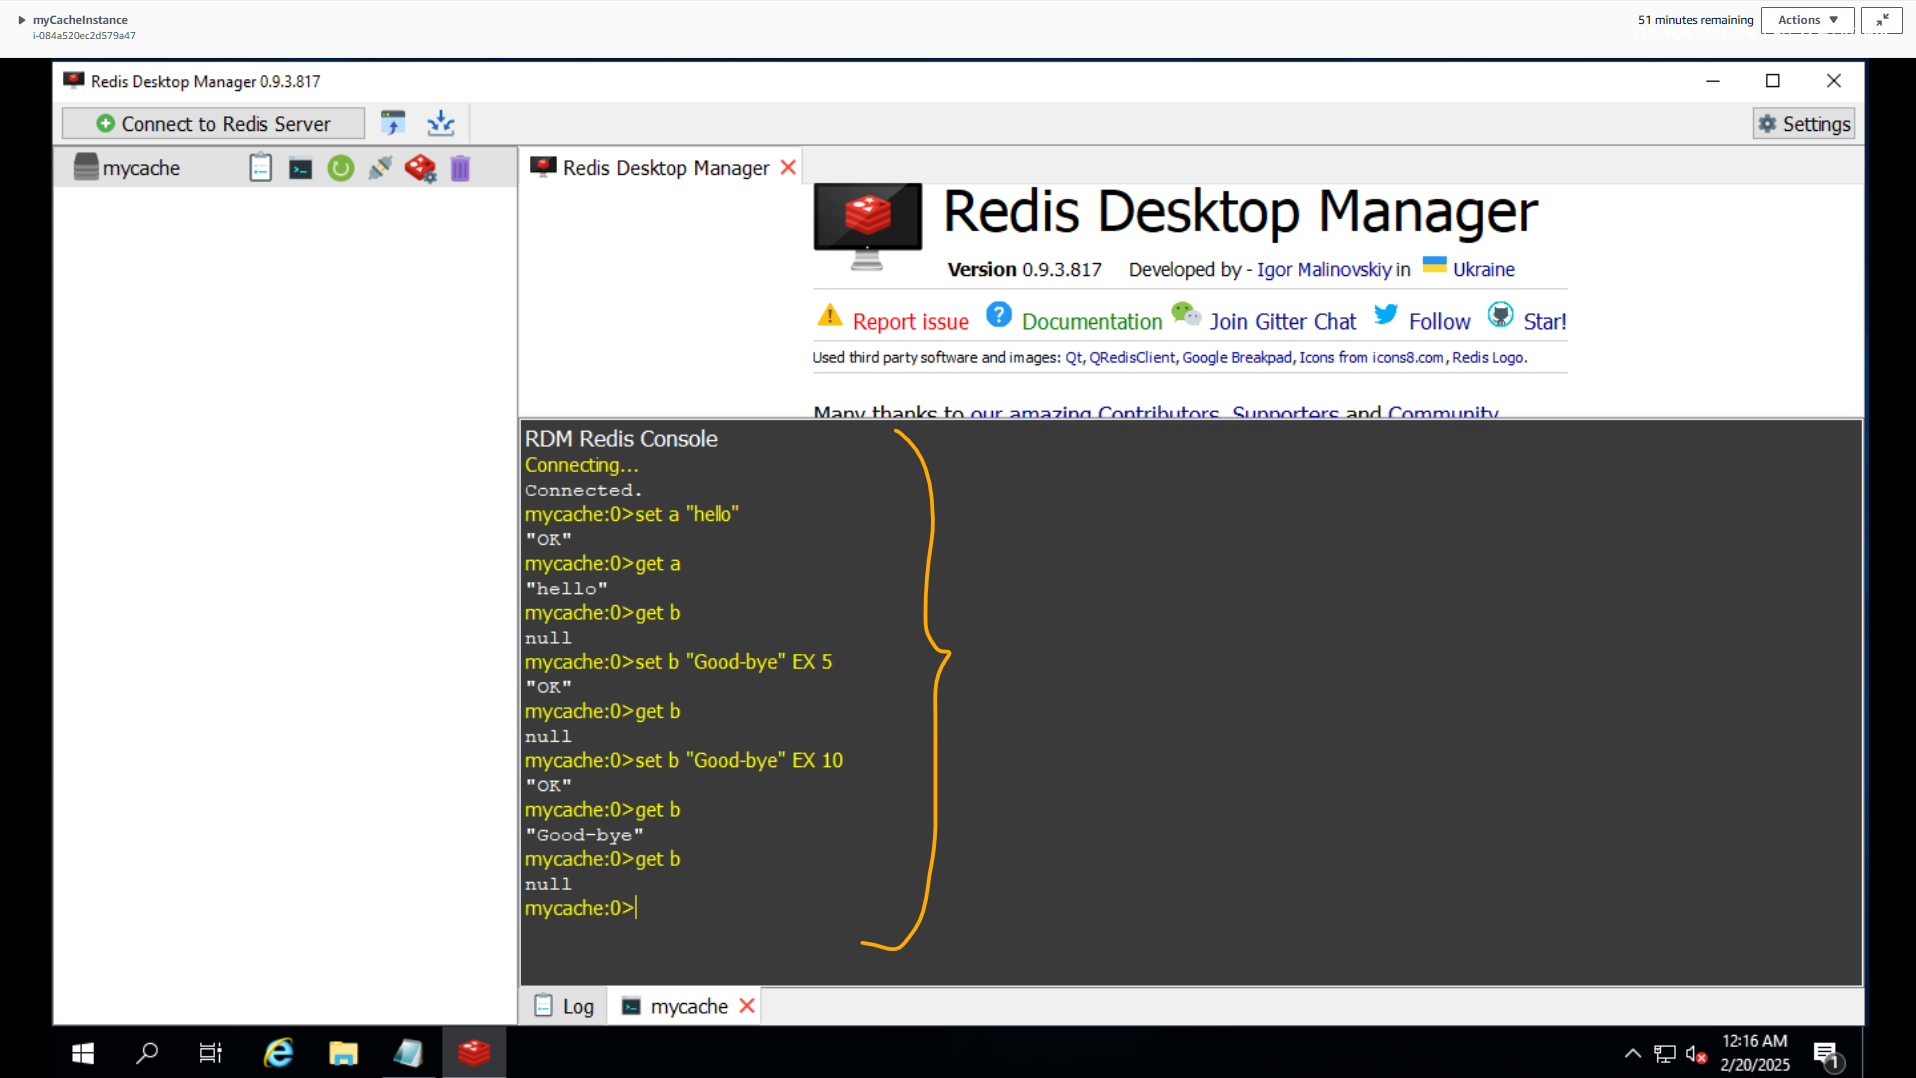 myCacheInstance
i-084a520ec2d579a47
51 minutes remaining
Actions
Redis Desktop Manager 0.9.3.817
Connect to Redis Server
Settings
mycache
Redis Desktop Manager
Redis Desktop Manager
Version 0.9.3.817 Developed by - Igor Malinovskiy in Ukraine
Report issue Documentation Join Gitter Chat Follow Star!
Used third party software and images: Qt, QRedisClient, Google Breakpad, Icons from icons8.com, Redis Logo.
Many thanks to our amazing Contributors, Supporters and Community
RDM Redis Console
Connecting...
Connected.
mycache:0>set a "hello"
"OK"
mycache:0>get a
"hello"
mycache:0>get b
null
mycache:0>set b "Good-bye" EX 5
"OK"
mycache:0>get b
null
mycache:0>set b "Good-bye" EX 10
"OK"
mycache:0>get b
"Good-bye"
mycache:0>get b
null
mycache:0>
Log
mycache
12:16 AM
2/20/2025
1